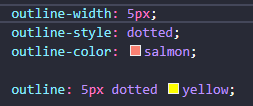 outline-width: 5px;
outline-style: dotted;
outline-color: salmon;
outline: 5px dotted yellow;